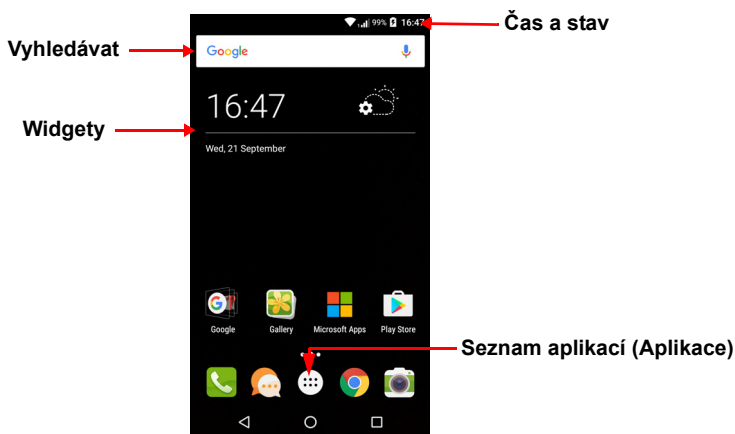 99% 16:47
Čas a stav
Vyhledávat
Google
16:47
Widgety
Wed, 21 September
Google Gallery Microsoft Apps Play Store
Seznam aplikací (Aplikace)